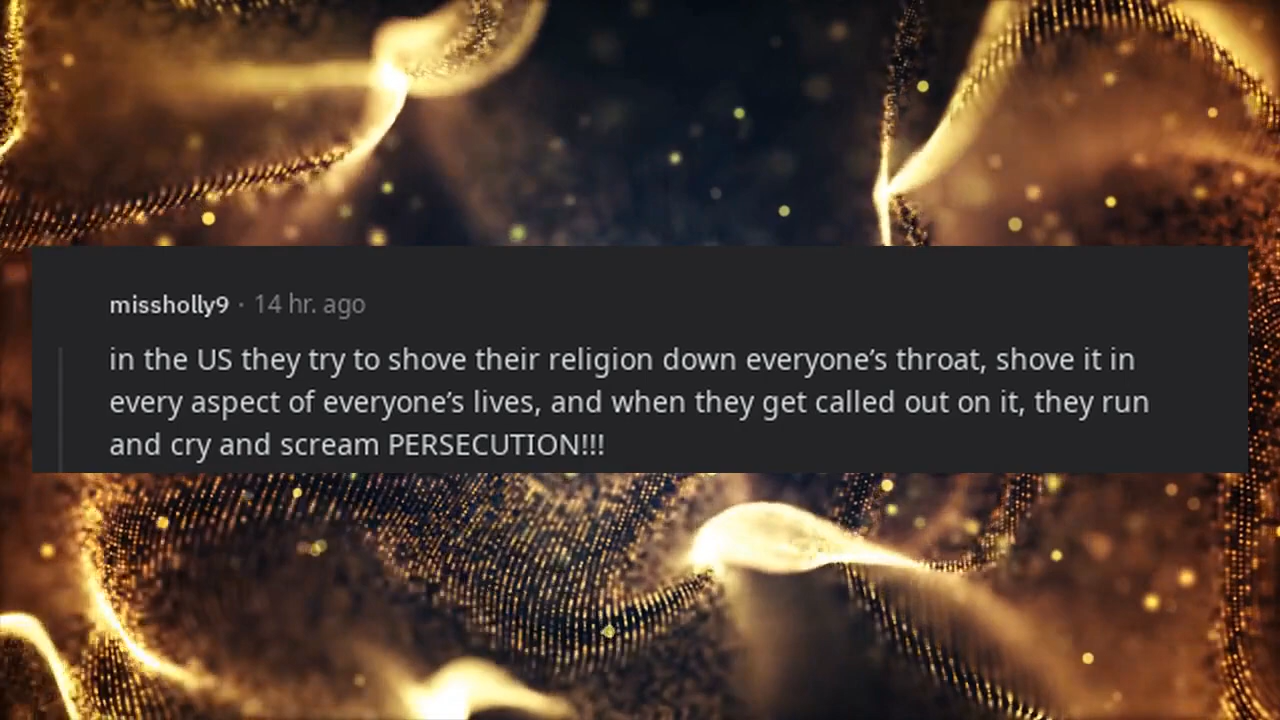 missholly9 · 14 hr. ago
in the US they try to shove their religion down everyone’s throat, shove it in
every aspect of everyone’s lives, and when they get called out on it, they run
and cry and scream PERSECUTION!!!